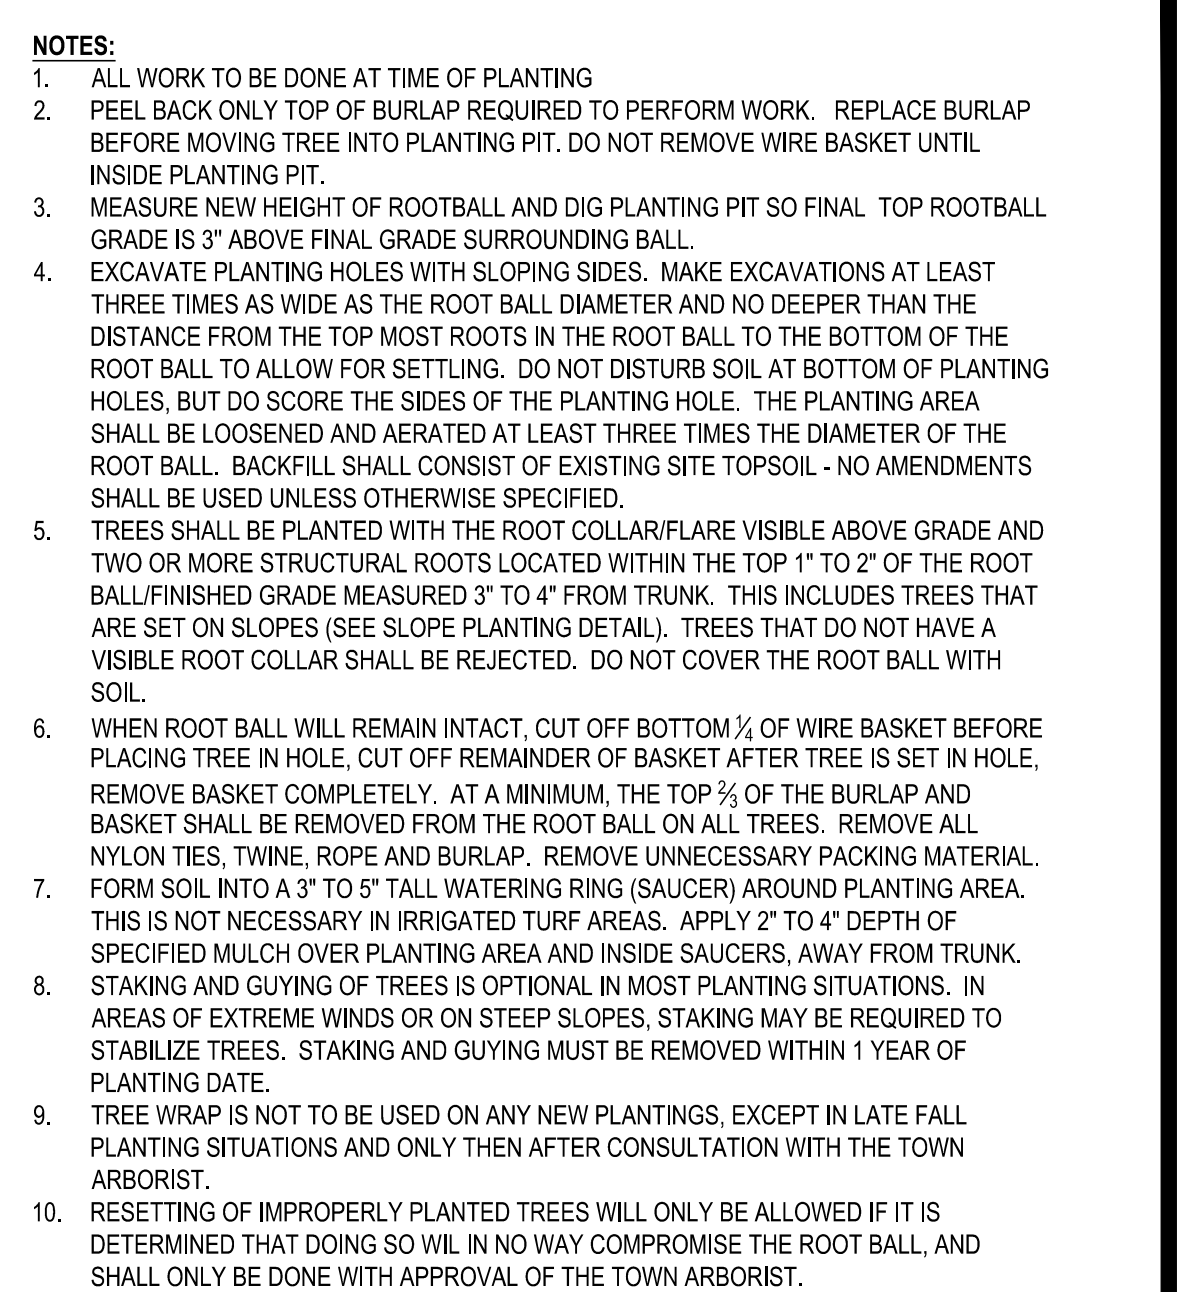 NOTES:
1. ALL WORK TO BE DONE AT TIME OF PLANTING
2. PEEL BACK ONLY TOP OF BURLAP REQUIRED TO PERFORM WORK. REPLACE BURLAP
BEFORE MOVING TREE INTO PLANTING PIT. DO NOT REMOVE WIRE BASKET UNTIL
INSIDE PLANTING PIT.
3. MEASURE NEW HEIGHT OF ROOTBALL AND DIG PLANTING PIT SO FINAL TOP ROOTBALL
GRADE IS 3" ABOVE FINAL GRADE SURROUNDING BALL.
4. EXCAVATE PLANTING HOLES WITH SLOPING SIDES. MAKE EXCAVATIONS AT LEAST
THREE TIMES AS WIDE AS THE ROOT BALL DIAMETER AND NO DEEPER THAN THE
DISTANCE FROM THE TOP MOST ROOTS IN THE ROOT BALL TO THE BOTTOM OF THE
ROOT BALL TO ALLOW FOR SETTLING. DO NOT DISTURB SOIL AT BOTTOM OF PLANTING
HOLES, BUT DO SCORE THE SIDES OF THE PLANTING HOLE. THE PLANTING AREA
SHALL BE LOOSENED AND AERATED AT LEAST THREE TIMES THE DIAMETER OF THE
ROOT BALL. BACKFILL SHALL CONSIST OF EXISTING SITE TOPSOIL - NO AMENDMENTS
SHALL BE USED UNLESS OTHERWISE SPECIFIED.
5. TREES SHALL BE PLANTED WITH THE ROOT COLLAR/FLARE VISIBLE ABOVE GRADE AND
TWO OR MORE STRUCTURAL ROOTS LOCATED WITHIN THE TOP 1" TO 2" OF THE ROOT
BALL/FINISHED GRADE MEASURED 3" TO 4" FROM TRUNK. THIS INCLUDES TREES THAT
ARE SET ON SLOPES (SEE SLOPE PLANTING DETAIL). TREES THAT DO NOT HAVE A
VISIBLE ROOT COLLAR SHALL BE REJECTED. DO NOT COVER THE ROOT BALL WITH
SOIL.
6. WHEN ROOT BALL WILL REMAIN INTACT, CUT OFF BOTTOM ¼ OF WIRE BASKET BEFORE
PLACING TREE IN HOLE, CUT OFF REMAINDER OF BASKET AFTER TREE IS SET IN HOLE,
REMOVE BASKET COMPLETELY. AT A MINIMUM, THE TOP ⅔ OF THE BURLAP AND
BASKET SHALL BE REMOVED FROM THE ROOT BALL ON ALL TREES. REMOVE ALL
NYLON TIES, TWINE, ROPE AND BURLAP. REMOVE UNNECESSARY PACKING MATERIAL.
7. FORM SOIL INTO A 3" TO 5" TALL WATERING RING (SAUCER) AROUND PLANTING AREA.
THIS IS NOT NECESSARY IN IRRIGATED TURF AREAS. APPLY 2" TO 4" DEPTH OF
SPECIFIED MULCH OVER PLANTING AREA AND INSIDE SAUCERS, AWAY FROM TRUNK.
8. STAKING AND GUYING OF TREES IS OPTIONAL IN MOST PLANTING SITUATIONS. IN
AREAS OF EXTREME WINDS OR ON STEEP SLOPES, STAKING MAY BE REQUIRED TO
STABILIZE TREES. STAKING AND GUYING MUST BE REMOVED WITHIN 1 YEAR OF
PLANTING DATE.
9. TREE WRAP IS NOT TO BE USED ON ANY NEW PLANTINGS, EXCEPT IN LATE FALL
PLANTING SITUATIONS AND ONLY THEN AFTER CONSULTATION WITH THE TOWN
ARBORIST.
10. RESETTING OF IMPROPERLY PLANTED TREES WILL ONLY BE ALLOWED IF IT IS
DETERMINED THAT DOING SO WIL IN NO WAY COMPROMISE THE ROOT BALL, AND
SHALL ONLY BE DONE WITH APPROVAL OF THE TOWN ARBORIST.